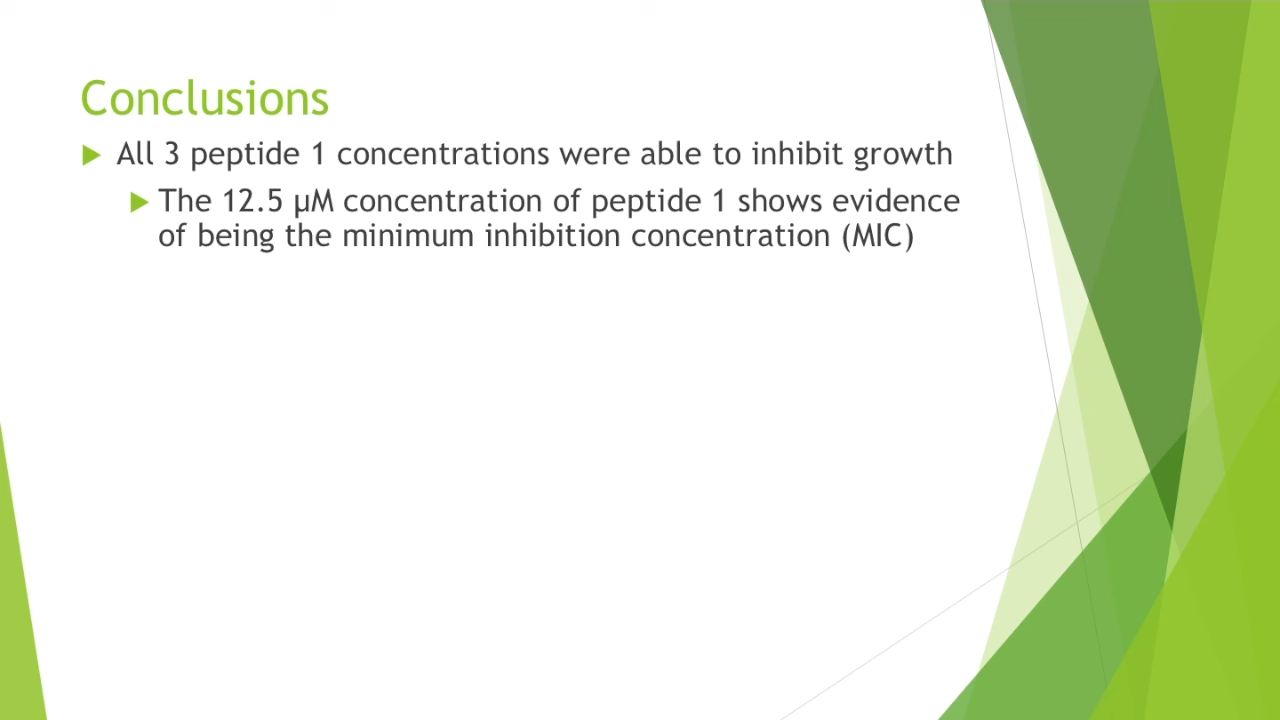 Conclusions
All 3 peptide 1 concentrations were able to inhibit growth
The 12.5 µM concentration of peptide 1 shows evidence
of being the minimum inhibition concentration (MIC)